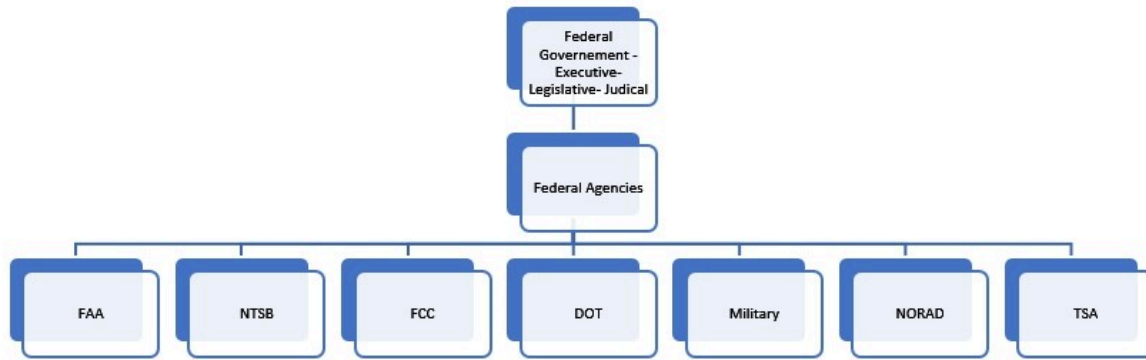 Federal
Governement -
Executive-
Legislative- Judical
Federal Agencies
FAA
NTSB
FCC
DOT
Military
NORAD
TSA